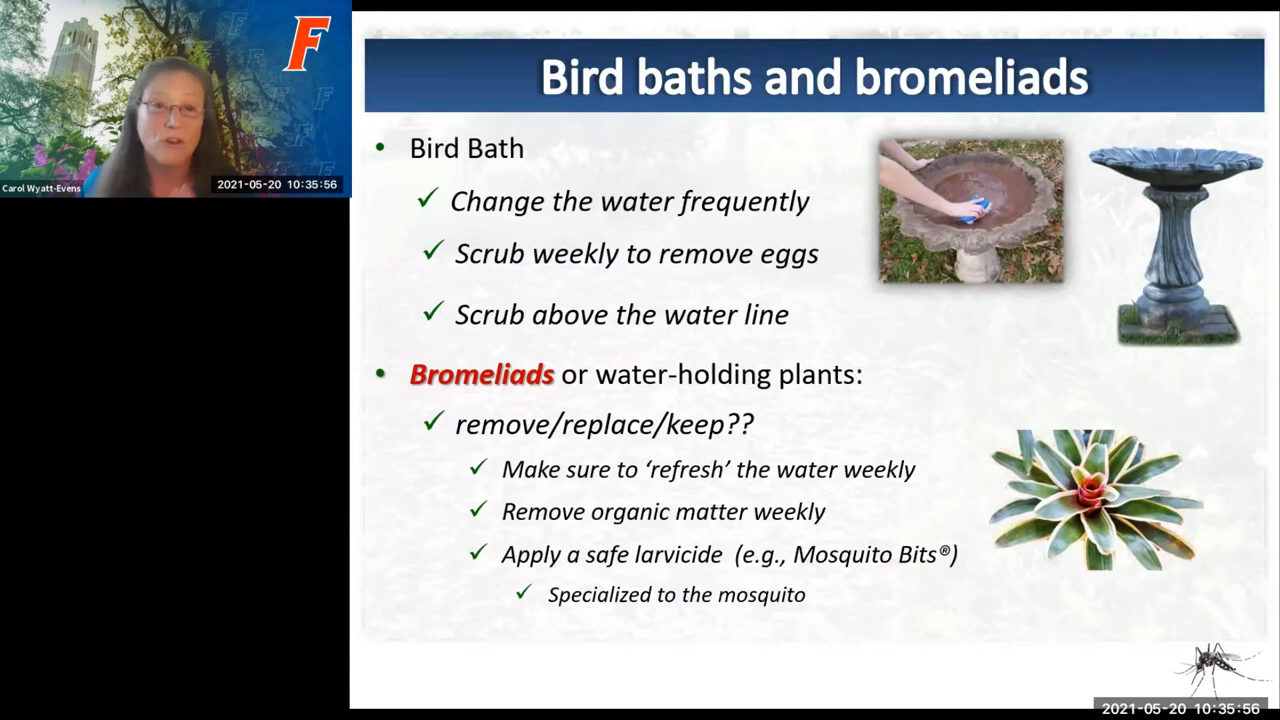 F
Carol Wyatt-Evens
2021-05-20 10:35:56
Bird baths and bromeliads
• Bird Bath
✓ Change the water frequently
✓ Scrub weekly to remove eggs
✓ Scrub above the water line
• Bromeliads or water-holding plants:
✓ remove/replace/keep??
✓ Make sure to ‘refresh’ the water weekly
✓ Remove organic matter weekly
✓ Apply a safe larvicide (e.g., Mosquito Bits®)
✓ Specialized to the mosquito
2021-05-20 10:35:56